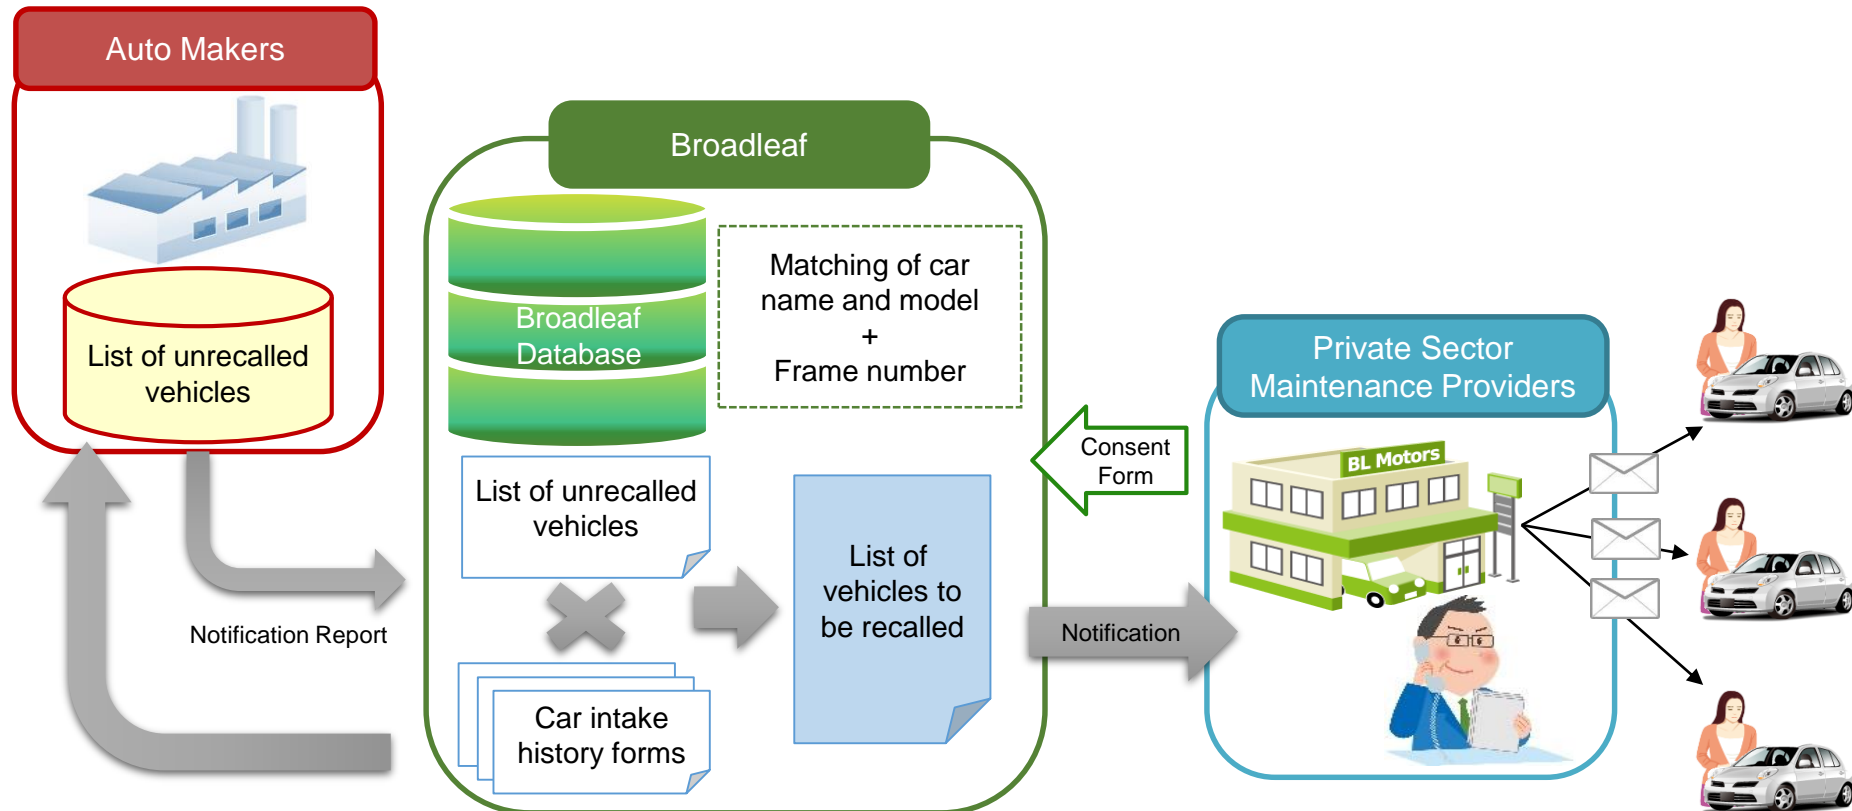 Auto Makers
List of unrecalled
vehicles
Notification Report
Broadleaf
Broadleaf
Database
Matching of car
name and model
+
Frame number
List of unrecalled
vehicles
Car intake
history forms
List of
vehicles to
be recalled
Consent
Form
Notification
Private Sector
Maintenance Providers
BL Motors